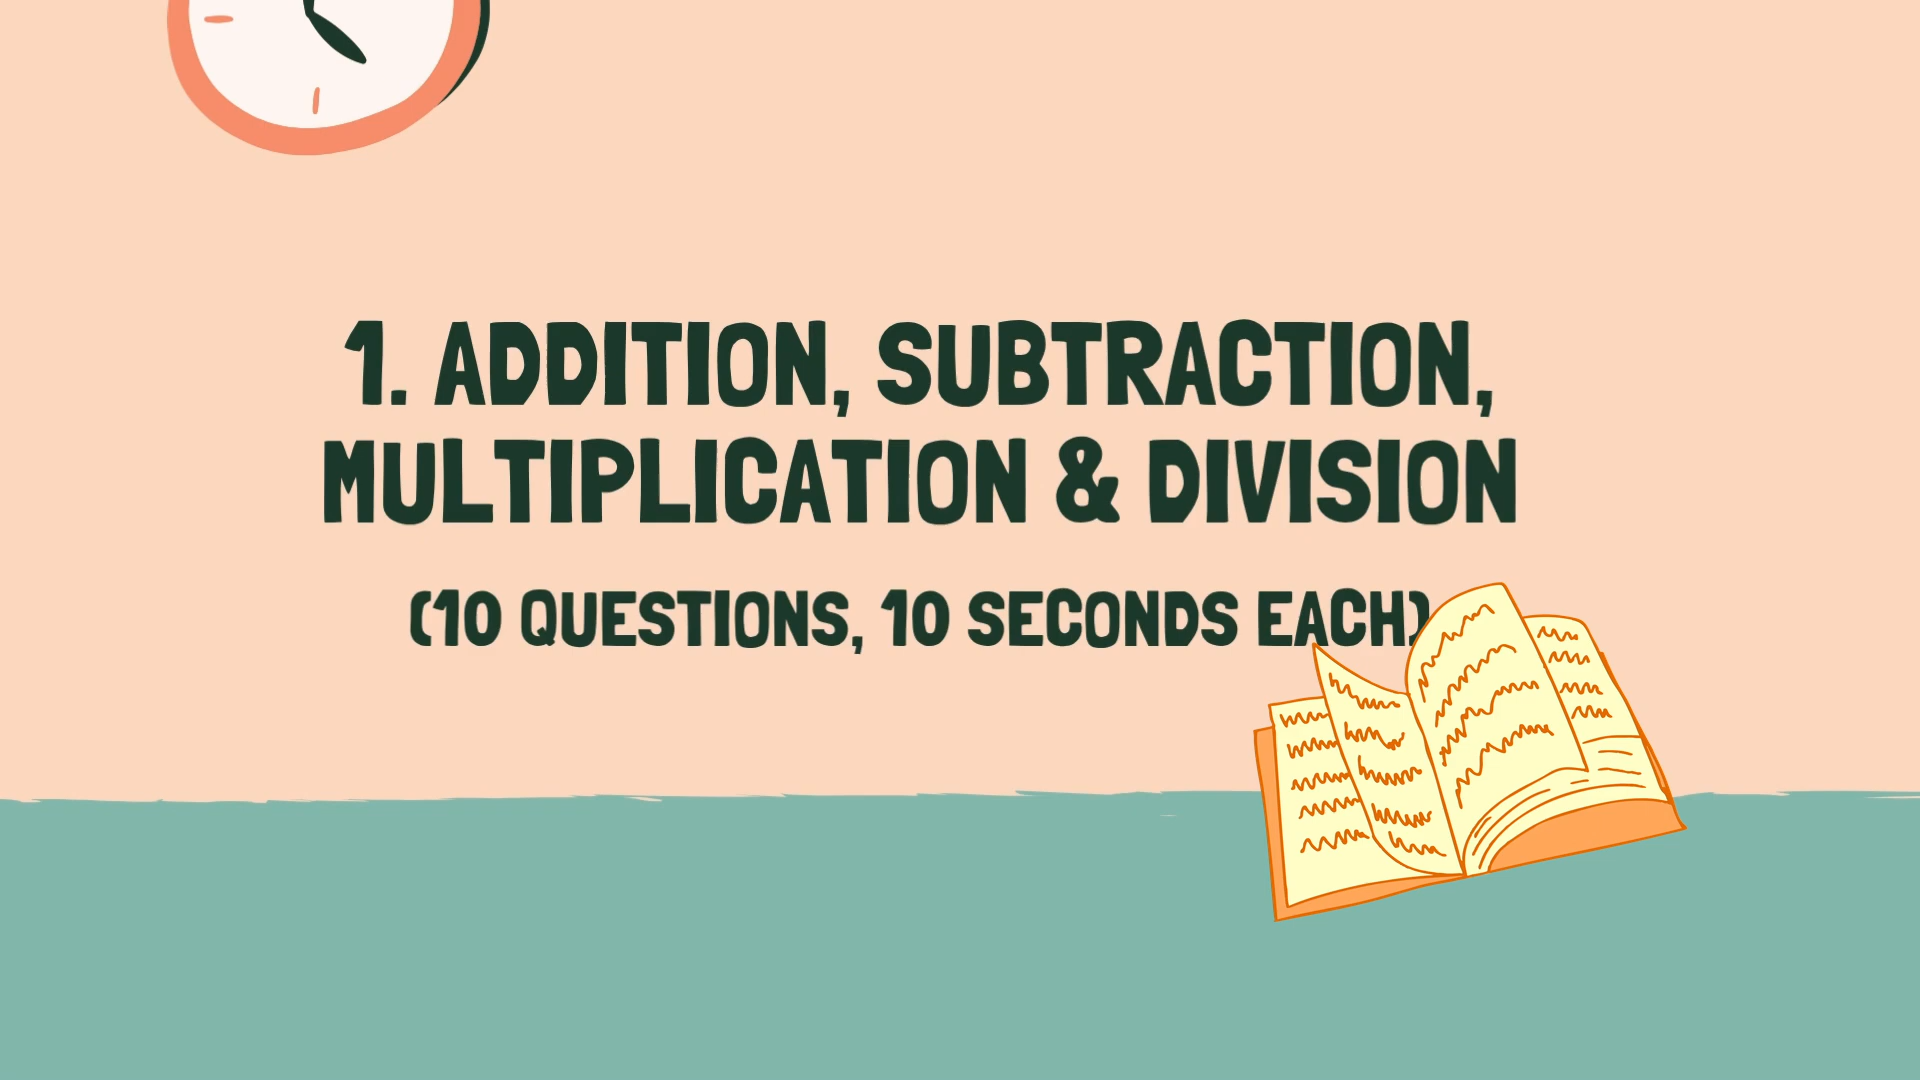 1. ADDITION, SUBTRACTION,
MULTIPLICATION & DIVISION
(10 QUESTIONS, 10 SECONDS EACH)